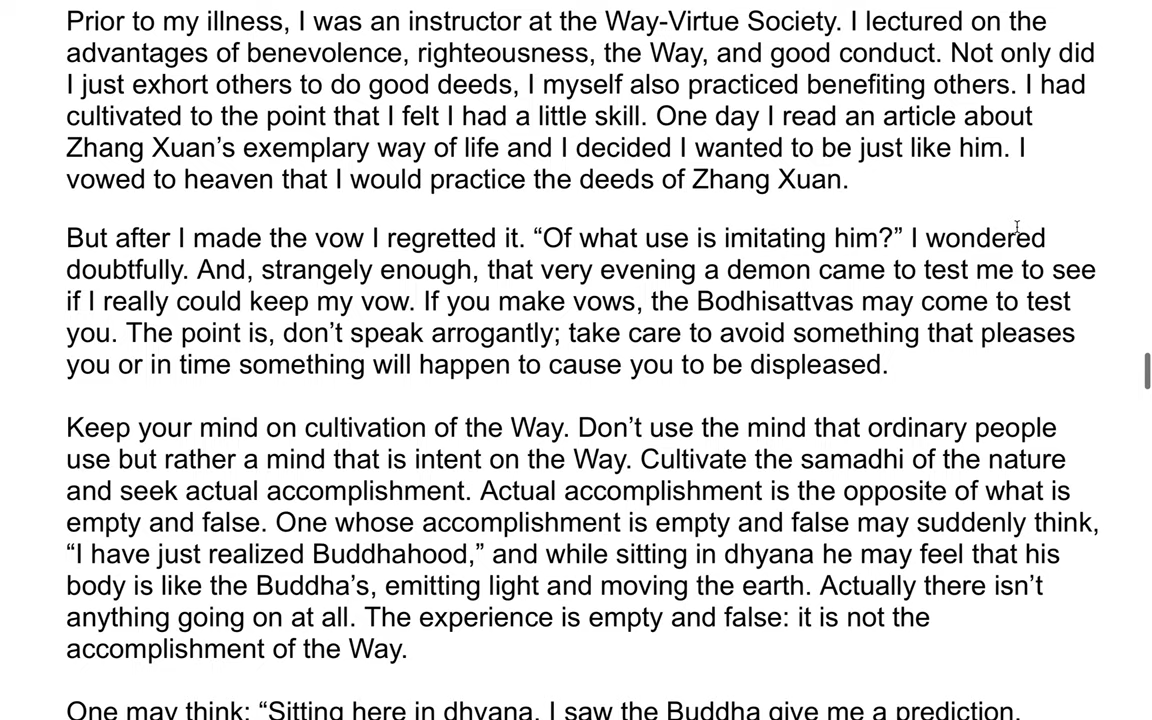 Prior to my illness, I was an instructor at the Way-Virtue Society. I lectured on the
advantages of benevolence, righteousness, the Way, and good conduct. Not only did
I just exhort others to do good deeds, I myself also practiced benefiting others. I had
cultivated to the point that I felt I had a little skill. One day I read an article about
Zhang Xuan’s exemplary way of life and I decided I wanted to be just like him. I
vowed to heaven that I would practice the deeds of Zhang Xuan.
But after I made the vow I regretted it. “Of what use is imitating him?” I wondered
doubtfully. And, strangely enough, that very evening a demon came to test me to see
if I really could keep my vow. If you make vows, the Bodhisattvas may come to test
you. The point is, don’t speak arrogantly; take care to avoid something that pleases
you or in time something will happen to cause you to be displeased.
Keep your mind on cultivation of the Way. Don’t use the mind that ordinary people
use but rather a mind that is intent on the Way. Cultivate the samadhi of the nature
and seek actual accomplishment. Actual accomplishment is the opposite of what is
empty and false. One whose accomplishment is empty and false may suddenly think,
“I have just realized Buddhahood,” and while sitting in dhyana he may feel that his
body is like the Buddha’s, emitting light and moving the earth. Actually there isn’t
anything going on at all. The experience is empty and false: it is not the
accomplishment of the Way.
One may think: “Sitting here in dhyana, I saw the Buddha give me a prediction.